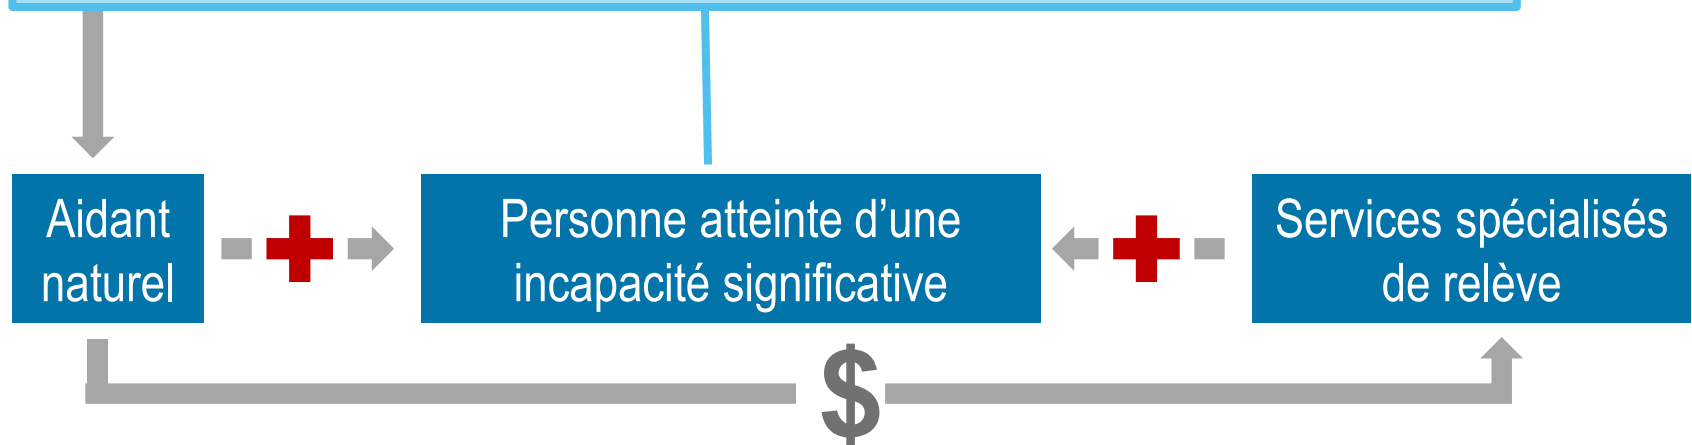 Aidant
naturel
Personne atteinte d’une
incapacité significative
Services spécialisés
de relève
$